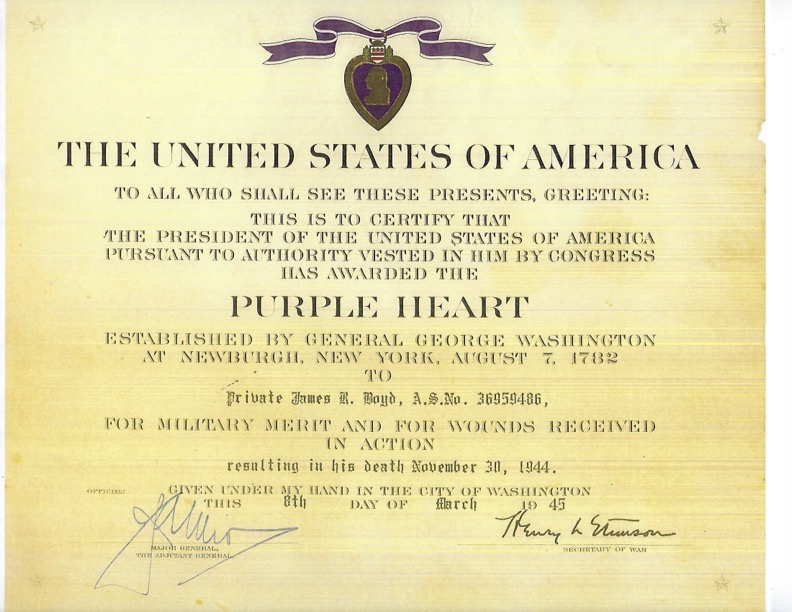 THE UNITED STATES OF AMERICA
TO ALL WHO SHALL SEE THESE PRESENTS, GREETING:
THIS IS TO CERTIFY THAT
THE PRESIDENT OF THE UNITED STATES OF AMERICA
PURSUANT TO AUTHORITY VESTED IN HIM BY CONGRESS
HAS AWARDED THE
PURPLE HEART
ESTABLISHED BY GENERAL GEORGE WASHINGTON
AT NEWBURGH, NEW YORK, AUGUST 7, 1782
TO
Private James R. Boyd, A.S.No. 36959486,
FOR MILITARY MERIT AND FOR WOUNDS RECEIVED
IN ACTION
resulting in his death November 30, 1944.
OFFICIAL: GIVEN UNDER MY HAND IN THE CITY OF WASHINGTON
THIS 8th DAY OF March 1945
Henry L Stimson
MAJOR GENERAL, SECRETARY OF WAR
THE ADJUTANT GENERAL.